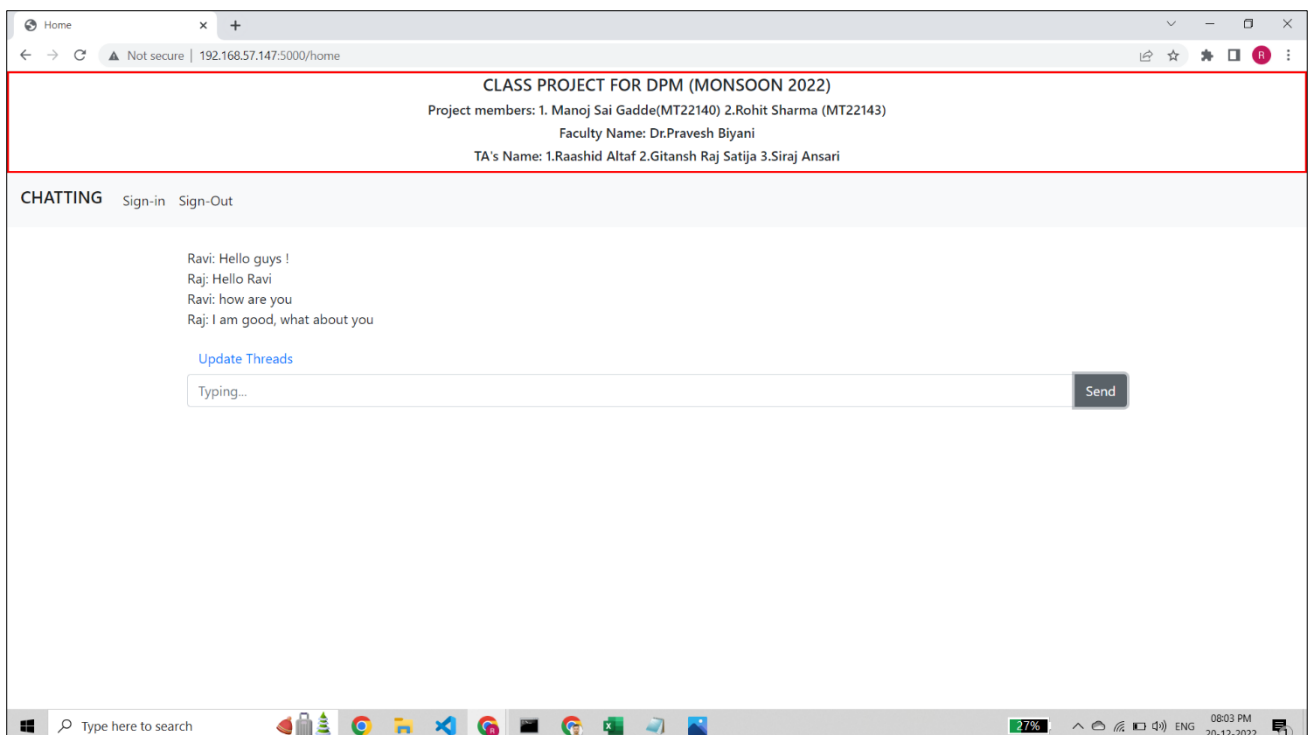 Home
Not secure | 192.168.57.147:5000/home
R
CLASS PROJECT FOR DPM (MONSOON 2022)
Project members: 1. Manoj Sai Gadde(MT22140) 2.Rohit Sharma (MT22143)
Faculty Name: Dr.Pravesh Biyani
TA's Name: 1.Raashid Altaf 2.Gitansh Raj Satija 3.Siraj Ansari
CHATTING Sign-in Sign-Out
Ravi: Hello guys !
Raj: Hello Ravi
Ravi: how are you
Raj: I am good, what about you
Update Threads
Typing...
Send
Type here to search
27%
ENG
08:03 PM
20-12-2022